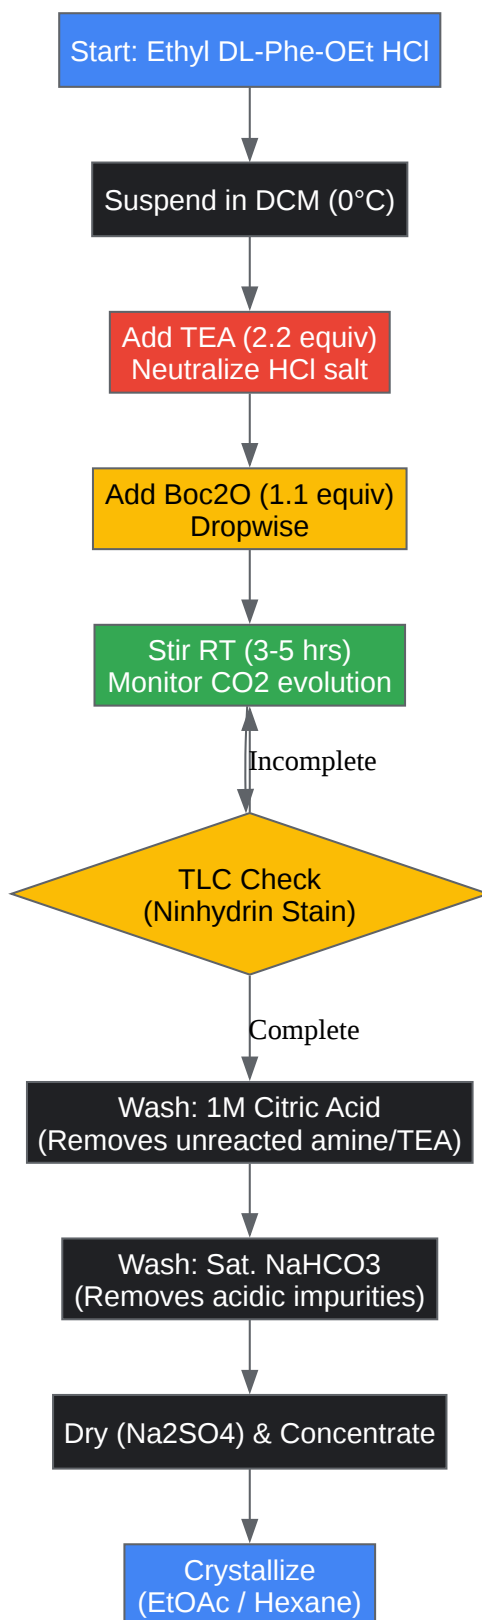 Start: Ethyl DL-Phe-OEt HCl
Suspend in DCM (0°C)
Add TEA (2.2 equiv)
Neutralize HCl salt
Add Boc2O (1.1 equiv)
Dropwise
Stir RT (3-5 hrs)
Monitor CO2 evolution
Incomplete
TLC Check
(Ninhydrin Stain)
Complete
Wash: 1M Citric Acid
(Removes unreacted amine/TEA)
Wash: Sat. NaHCO3
(Removes acidic impurities)
Dry (Na2SO4) & Concentrate
Crystallize
(EtOAc / Hexane)